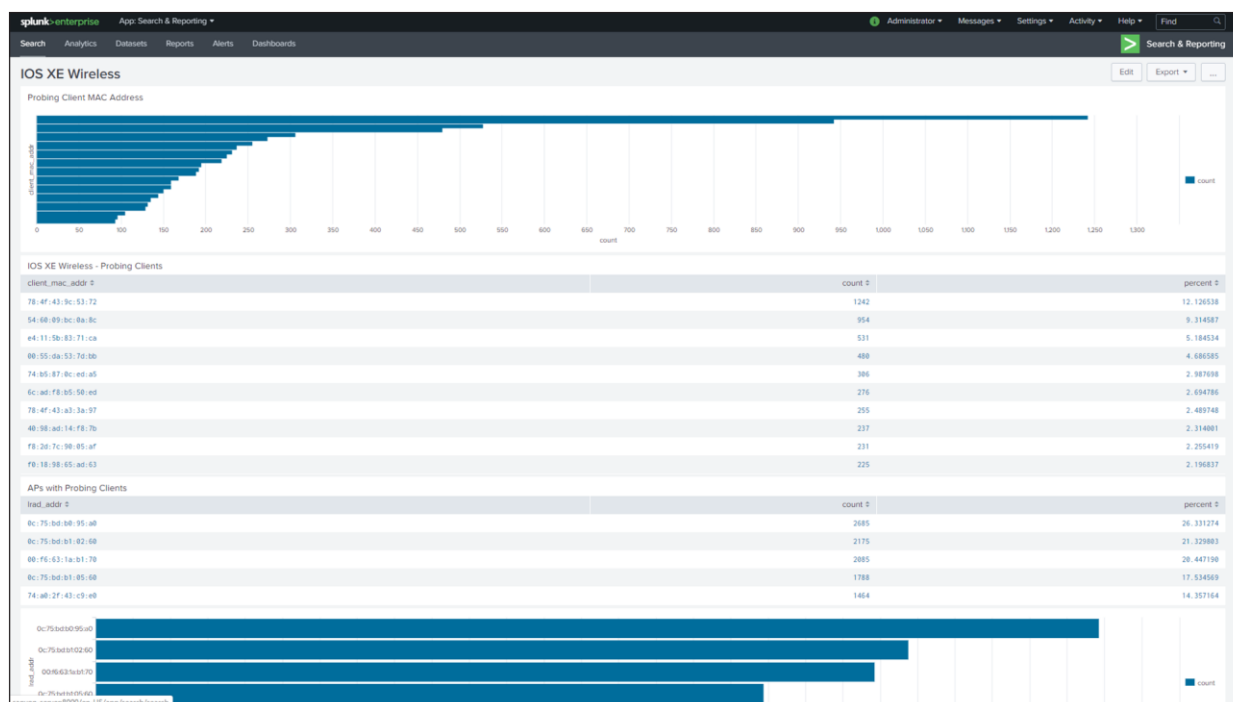 splunk>enterprise App: Search & Reporting
Administrator Messages Settings Activity Help Find
Search Analytics Datasets Reports Alerts Dashboards
Search & Reporting
IOS XE Wireless
Edit Export ...
Probing Client MAC Address
client_mac_addr
count
0 50 100 150 200 250 300 350 400 450 500 550 600 650 700 750 800 850 900 950 1,000 1,050 1,100 1,150 1,200 1,250 1,300
count
IOS XE Wireless - Probing Clients
client_mac_addr count percent
78:4f:43:9c:53:72 1242 12.126538
54:60:09:bc:0a:8c 954 9.314587
e4:11:5b:83:71:ca 531 5.184534
00:55:da:53:7d:bb 480 4.686585
74:b5:87:0c:ed:a5 306 2.987698
6c:ad:f8:b5:50:ed 276 2.694786
78:4f:43:a3:3a:97 255 2.489748
40:98:ad:14:f8:7b 237 2.314001
f8:2d:7c:90:05:af 231 2.255419
f0:18:98:65:ad:63 225 2.196837
APs with Probing Clients
lrad_addr count percent
0c:75:bd:b0:95:a0 2685 26.331274
0c:75:bd:b1:02:60 2175 21.329803
00:f6:63:1a:b1:70 2085 20.447190
0c:75:bd:b1:05:60 1788 17.534569
74:a0:2f:43:c9:e0 1464 14.357164
0c:75:bd:b0:95:a0
0c:75:bd:b1:02:60
00:f6:63:1a:b1:70
0c:75:bd:b1:05:60
lrad_addr
count